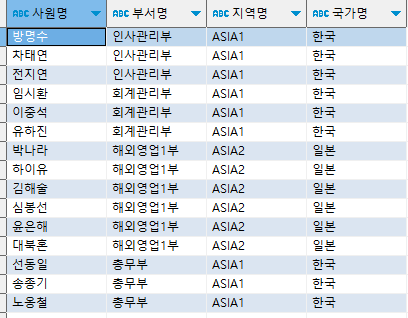 ABC 사원명 ABC 부서명 ABC 지역명 ABC 국가명
방명수 인사관리부 ASIA1 한국
차태연 인사관리부 ASIA1 한국
전지연 인사관리부 ASIA1 한국
임시환 회계관리부 ASIA1 한국
이중석 회계관리부 ASIA1 한국
유하진 회계관리부 ASIA1 한국
박나라 해외영업1부 ASIA2 일본
하이유 해외영업1부 ASIA2 일본
김해술 해외영업1부 ASIA2 일본
심봉선 해외영업1부 ASIA2 일본
윤은해 해외영업1부 ASIA2 일본
대북혼 해외영업1부 ASIA2 일본
선동일 총무부 ASIA1 한국
송종기 총무부 ASIA1 한국
노옹철 총무부 ASIA1 한국